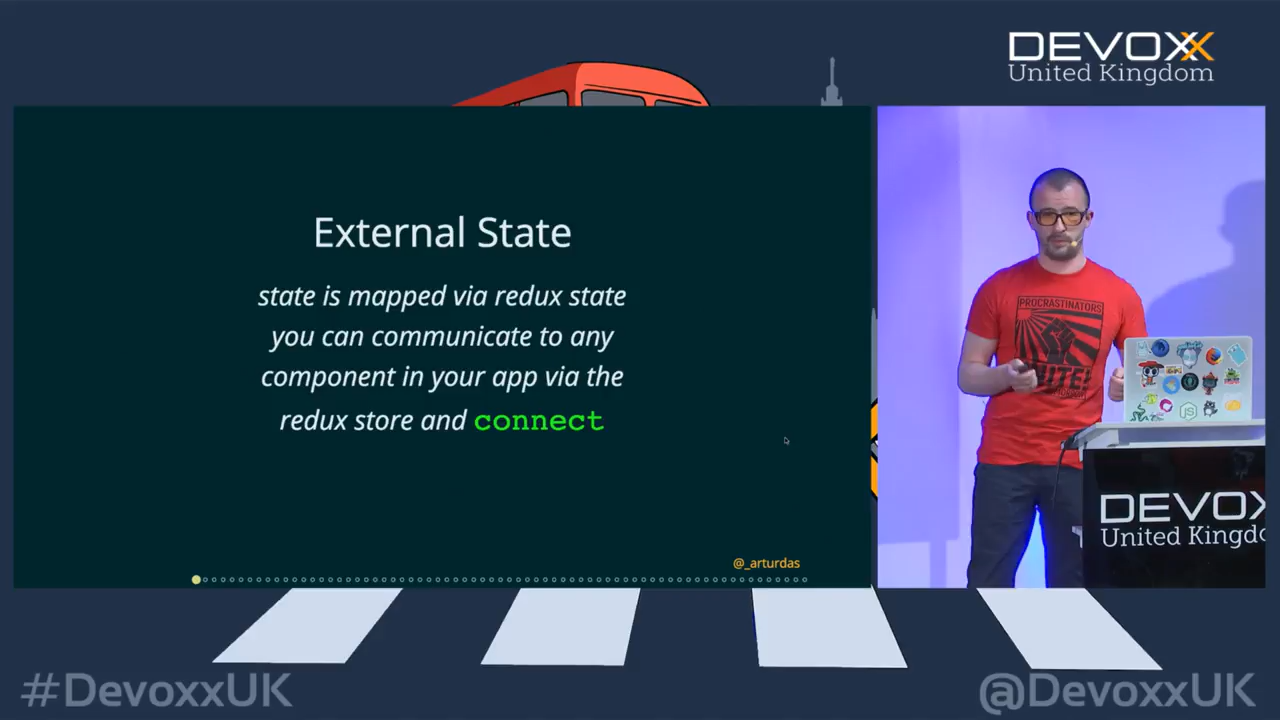 DEVOXX
United Kingdom
External State
state is mapped via redux state
you can communicate to any
component in your app via the
redux store and connect
@_arturdas
PROCRASTINATORS
DEVOX
United Kingdo
#DevoxxUK
@DevoxxUK